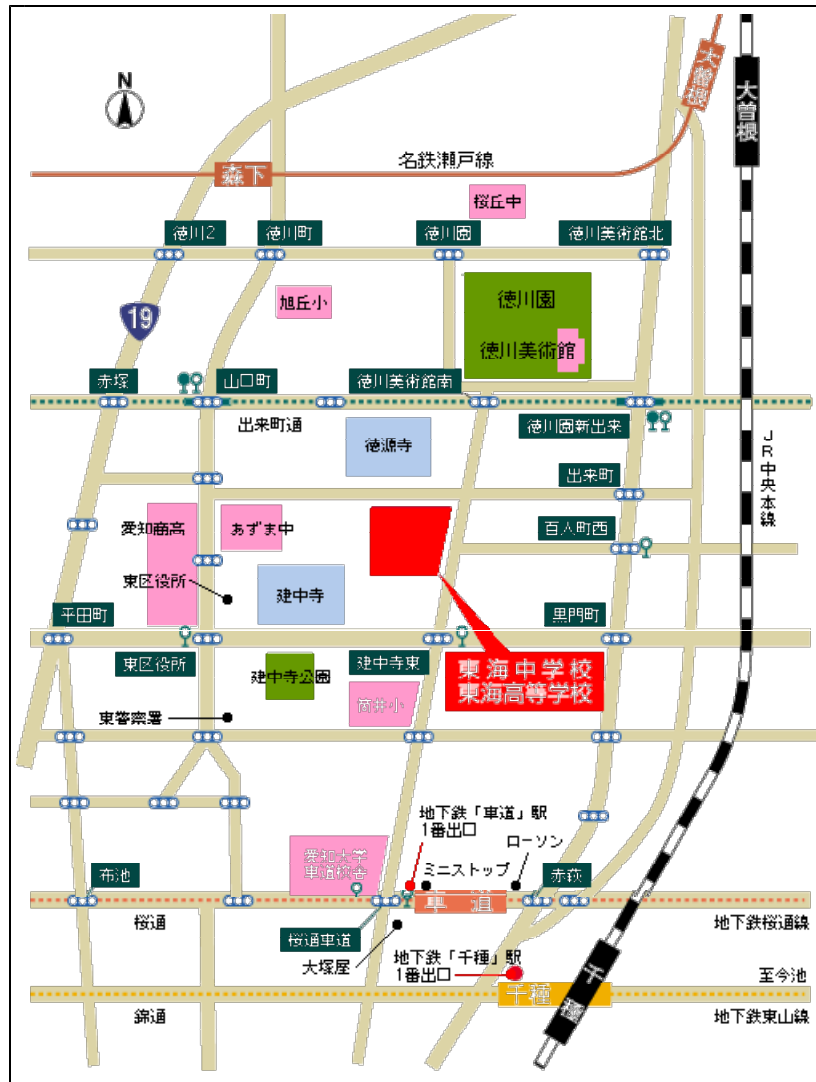 N
大曽根
大曽根
名鉄瀬戸線
森下
桜丘中
徳川2
徳川町
徳川園
徳川美術館北
徳川園
旭丘小
19
徳川美術館
赤塚
山口町
徳川美術館南
出来町通
徳川園新出来
徳源寺
JR中央本線
出来町
愛知商高
あずま中
百人町西
東区役所
建中寺
平田町
黒門町
東区役所
建中寺東
東海中学校
東海高等学校
建中寺公園
筒井小
東警察署
地下鉄「車道」駅
1番出口
ローソン
愛知大学
車道校舎
ミニストップ
布池
赤萩
車道
桜通
地下鉄桜通線
桜通車道
大塚屋
地下鉄「千種」駅
1番出口
千種
至今池
千種
錦通
地下鉄東山線